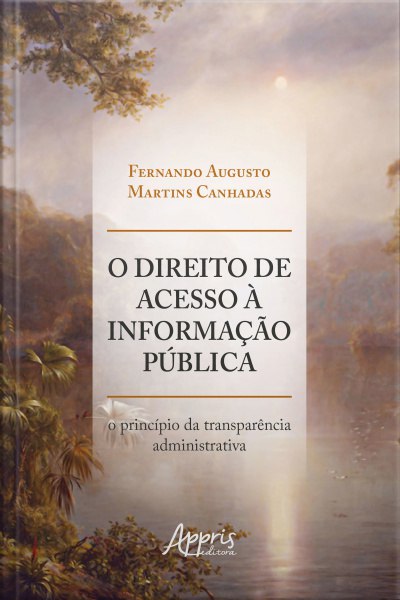 Fernando Augusto
Martins Canhadas
O DIREITO DE
ACESSO À
INFORMAÇÃO
PÚBLICA
o princípio da transparência
administrativa
Appris
editora